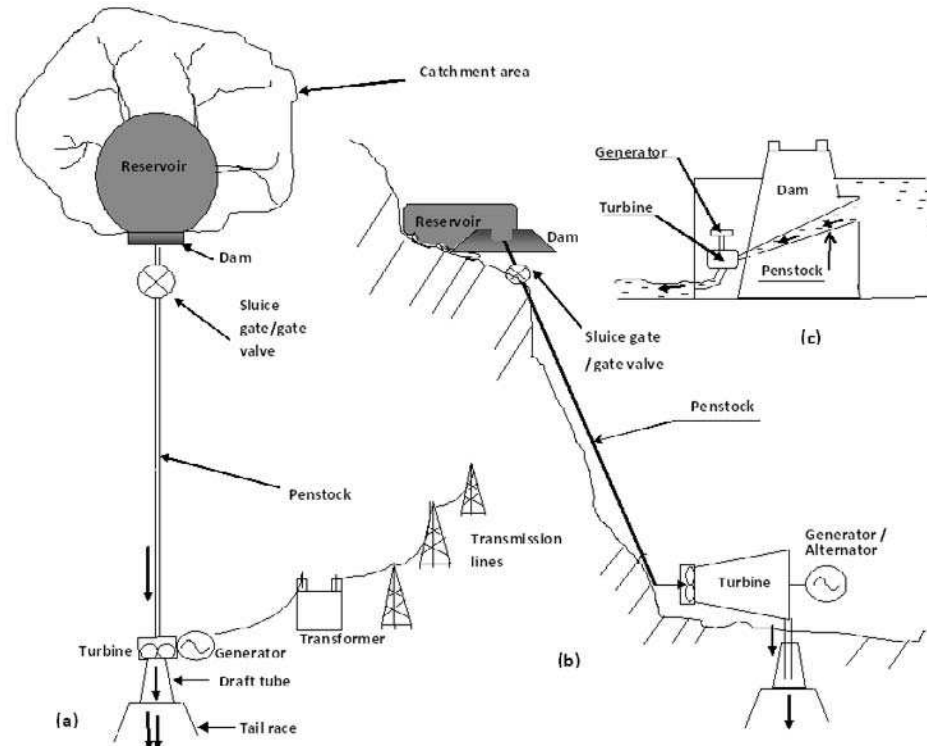 Catchment area
Reservoir
Dam
Sluice
gate/gate
valve
Penstock
Transmission
lines
Transformer
Turbine
Generator
Draft tube
Tail race
(a)
Reservoir
Dam
Sluice gate
/gate valve
Penstock
Generator /
Alternator
Turbine
(b)
Generator
Dam
Turbine
Penstock
(c)